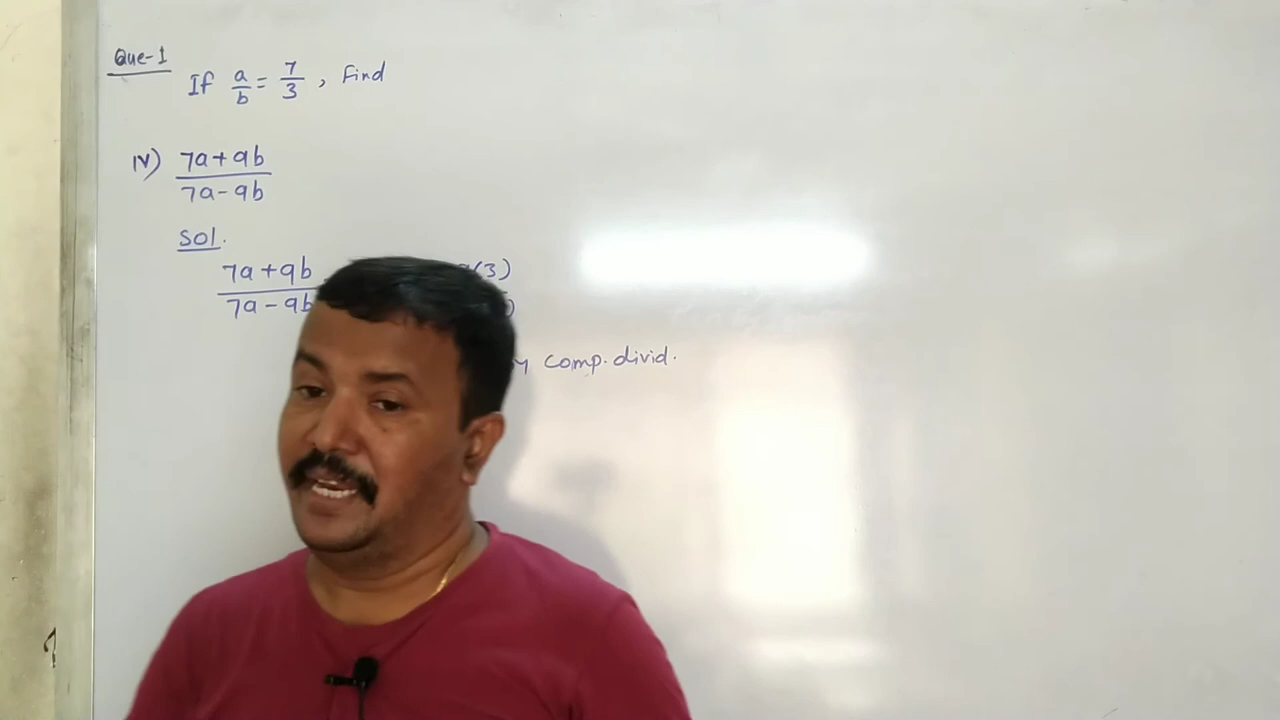 Que-1
If a/b = 7/3 , Find
iv) 7a+9b
7a-9b
Sol.
7a+9b (3)
7a-9b )
comp. divid.